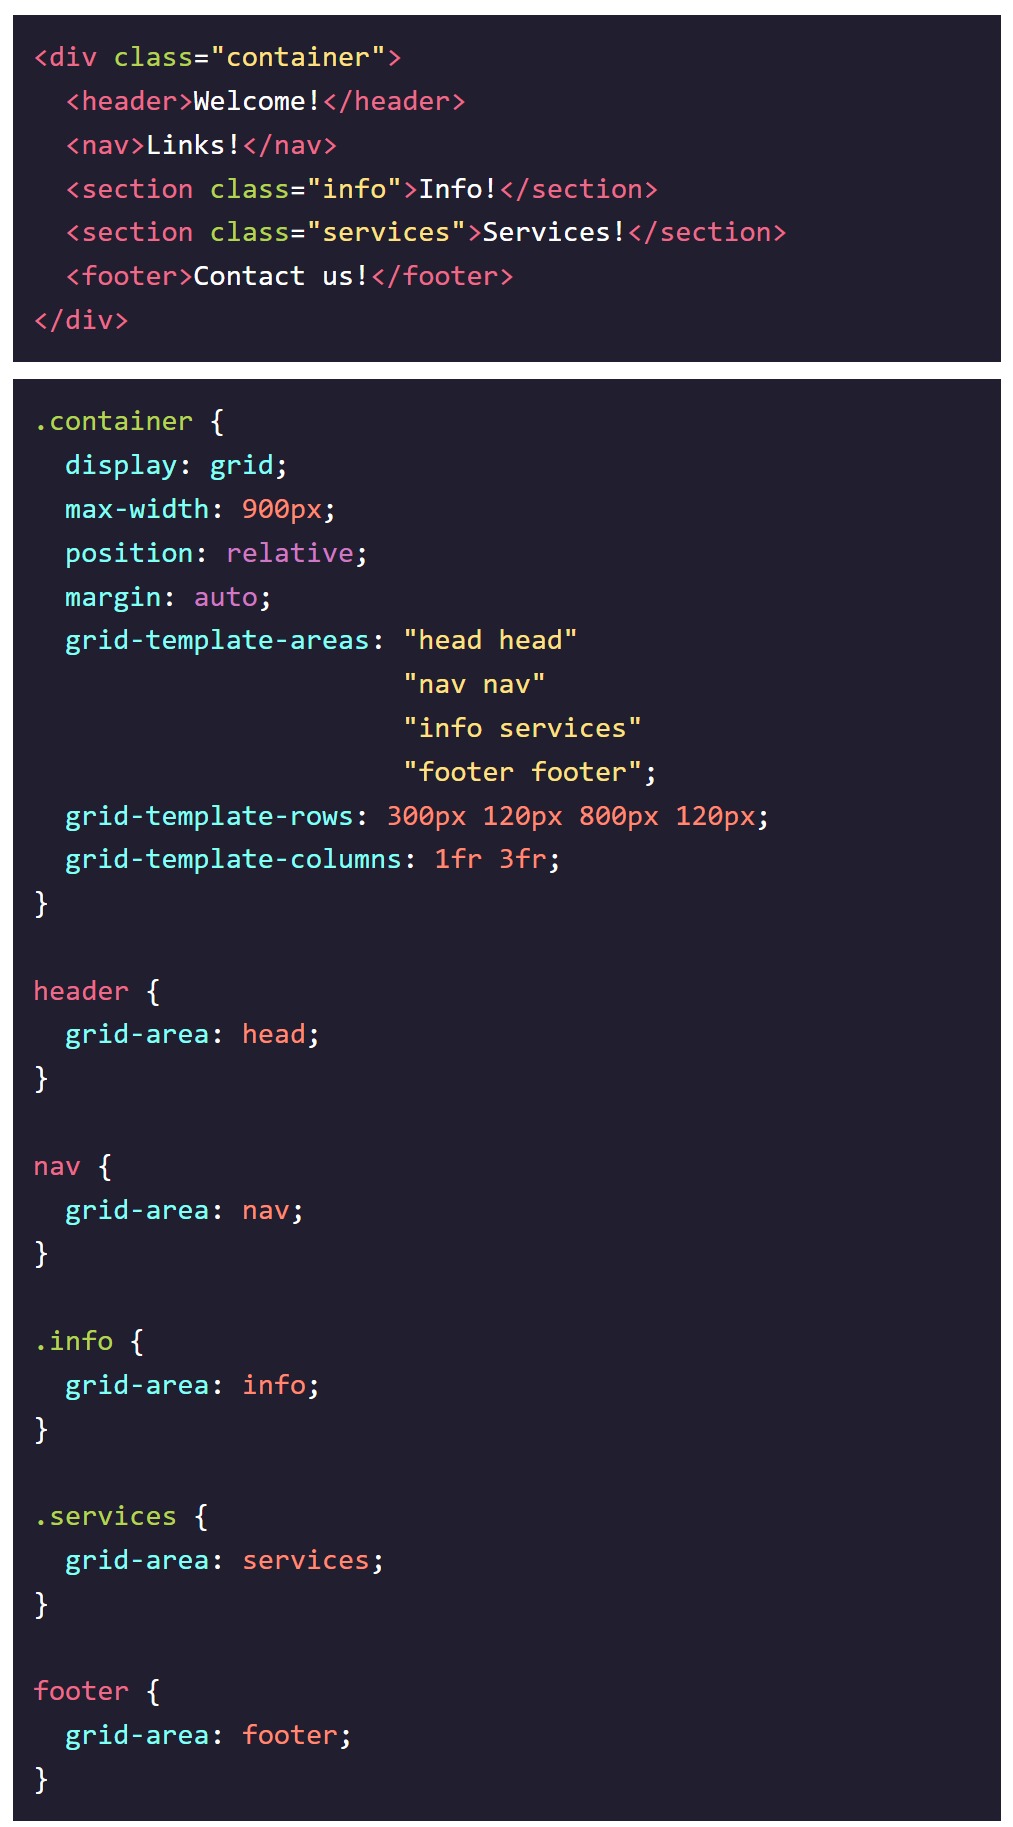 <div class="container">
  <header>Welcome!</header>
  <nav>Links!</nav>
  <section class="info">Info!</section>
  <section class="services">Services!</section>
  <footer>Contact us!</footer>
</div>
.container {
  display: grid;
  max-width: 900px;
  position: relative;
  margin: auto;
  grid-template-areas: "head head"
                       "nav nav"
                       "info services"
                       "footer footer";
  grid-template-rows: 300px 120px 800px 120px;
  grid-template-columns: 1fr 3fr;
}

header {
  grid-area: head;
}

nav {
  grid-area: nav;
}

.info {
  grid-area: info;
}

.services {
  grid-area: services;
}

footer {
  grid-area: footer;
}